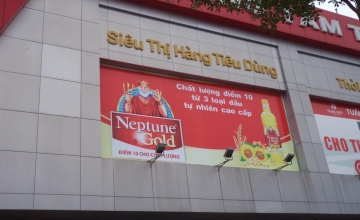 TÂM T
Siêu Thị Hàng Tiêu Dùng
Chất lượng điểm 10
từ 3 loại dầu
tự nhiên cao cấp
Neptune
Gold
ĐIỂM 10 CHO CHẤT LƯỢNG
CHO T